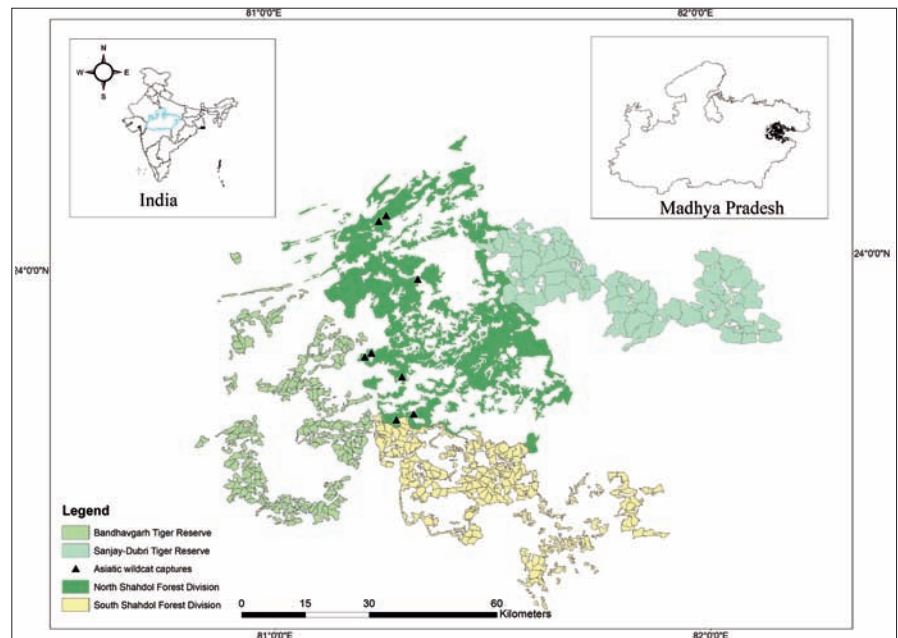 81°0'0"E
82°0'0"E
N
W E
S
India
Madhya Pradesh
24°0'0"N
24°0'0"N
Legend
Bandhavgarh Tiger Reserve
Sanjay-Dubri Tiger Reserve
Asiatic wildcat captures
North Shahdol Forest Division
South Shahdol Forest Division
0 15 30 60
Kilometers
81°0'0"E
82°0'0"E